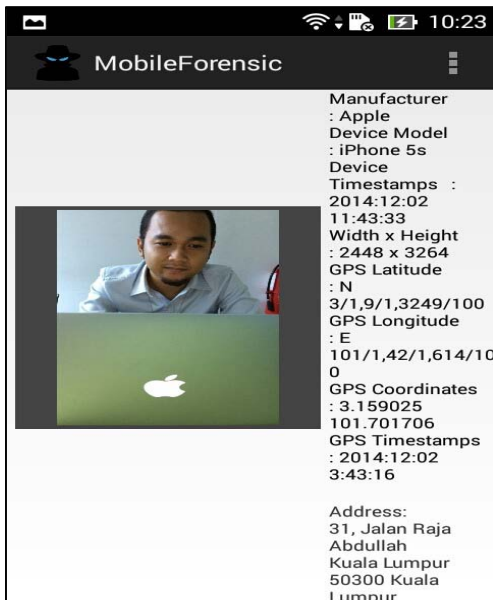 10:23
MobileForensic
Manufacturer
: Apple
Device Model
: iPhone 5s
Device
Timestamps :
2014:12:02
11:43:33
Width x Height
: 2448 x 3264
GPS Latitude
: N
3/1,9/1,3249/100
GPS Longitude
: E
101/1,42/1,614/10
0
GPS Coordinates
: 3.159025
101.701706
GPS Timestamps
: 2014:12:02
3:43:16
Address:
31, Jalan Raja
Abdullah
Kuala Lumpur
50300 Kuala
Lumpur